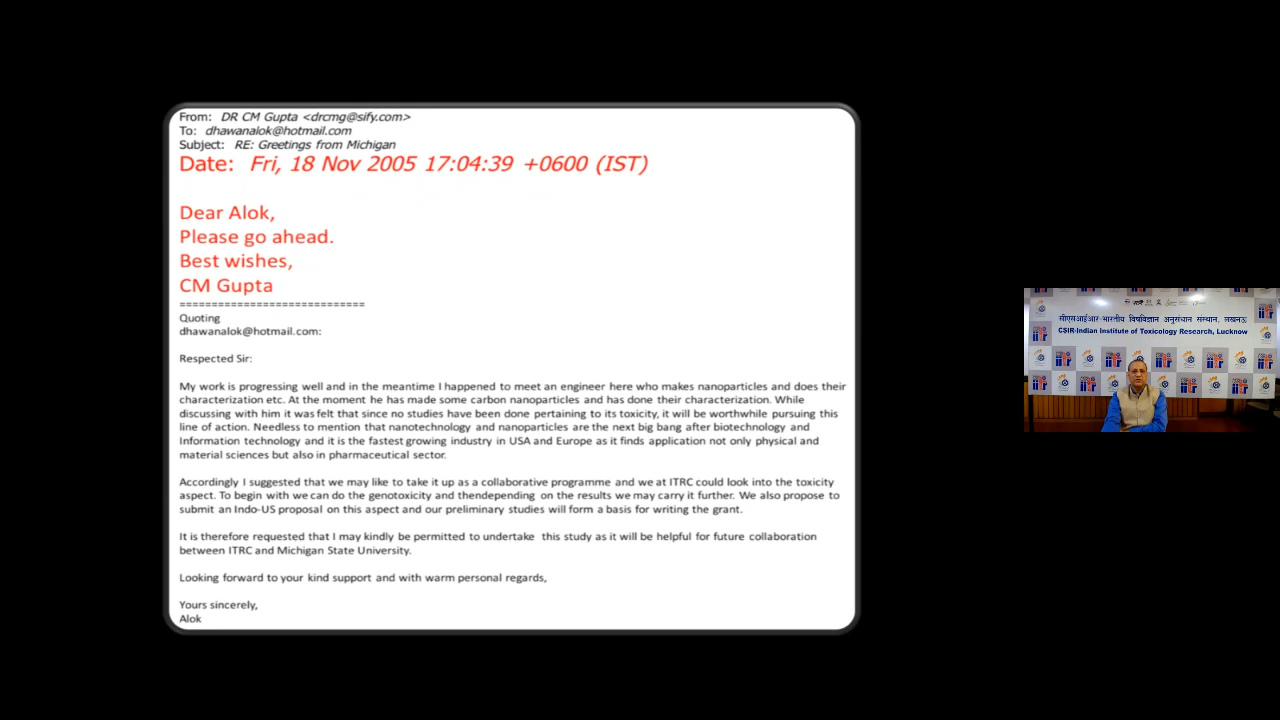 From: DR CM Gupta <drcmg@sify.com>
To: dhawanalok@hotmail.com
Subject: RE: Greetings from Michigan
Date: Fri, 18 Nov 2005 17:04:39 +0600 (IST)
Dear Alok,
Please go ahead.
Best wishes,
CM Gupta
=============================
Quoting
dhawanalok@hotmail.com:
Respected Sir:
My work is progressing well and in the meantime I happened to meet an engineer here who makes nanoparticles and does their
characterization etc. At the moment he has made some carbon nanoparticles and has done their characterization. While
discussing with him it was felt that since no studies have been done pertaining to its toxicity, it will be worthwhile pursuing this
line of action. Needless to mention that nanotechnology and nanoparticles are the next big bang after biotechnology and
Information technology and it is the fastest growing industry in USA and Europe as it finds application not only physical and
material sciences but also in pharmaceutical sector.
Accordingly I suggested that we may like to take it up as a collaborative programme and we at ITRC could look into the toxicity
aspect. To begin with we can do the genotoxicity and thendepending on the results we may carry it further. We also propose to
submit an Indo-US proposal on this aspect and our preliminary studies will form a basis for writing the grant.
It is therefore requested that I may kindly be permitted to undertake this study as it will be helpful for future collaboration
between ITRC and Michigan State University.
Looking forward to your kind support and with warm personal regards,
Yours sincerely,
Alok
सीएसआईआर-भारतीय विषविज्ञान अनुसंधान संस्थान, लखनऊ
CSIR-Indian Institute of Toxicology Research, Lucknow